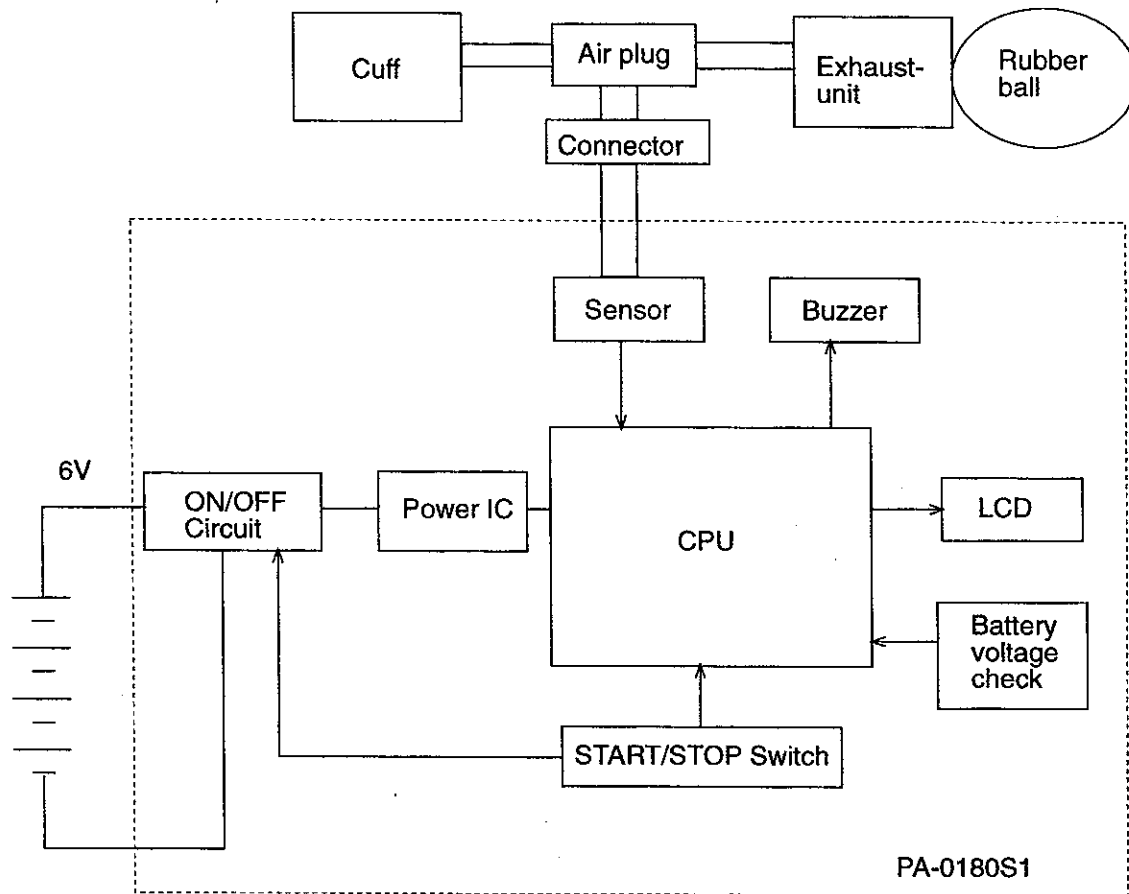 Cuff
Air plug
Exhaust-
unit
Rubber
ball
Connector
Sensor
Buzzer
6V
ON/OFF
Circuit
Power IC
CPU
LCD
Battery
voltage
check
START/STOP Switch
PA-0180S1